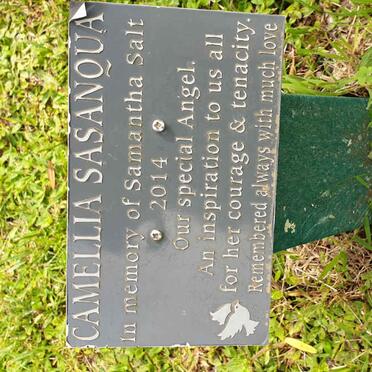 CAMELLIA SASANQUA
In memory of Samantha Salt
2014
Our special Angel.
An inspiration to us all
for her courage & tenacity.
Remembered always with much love